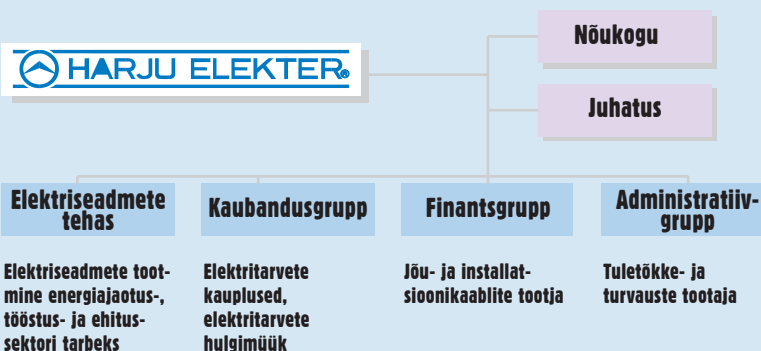 HARJU ELEKTER®
Nõukogu
Juhatus
Elektriseadmete
tehas
Kaubandusgrupp
Finantsgrupp
Administratiiv-
grupp
Elektriseadmete toot-
mine energiajaotus-,
tööstus- ja ehitus-
sektori tarbeks
Elektritarvete
kauplused,
elektritarvete
hulgimüük
Jõu- ja installat-
sioonikaablite tootja
Tuletõkke- ja
turvauste tootaja